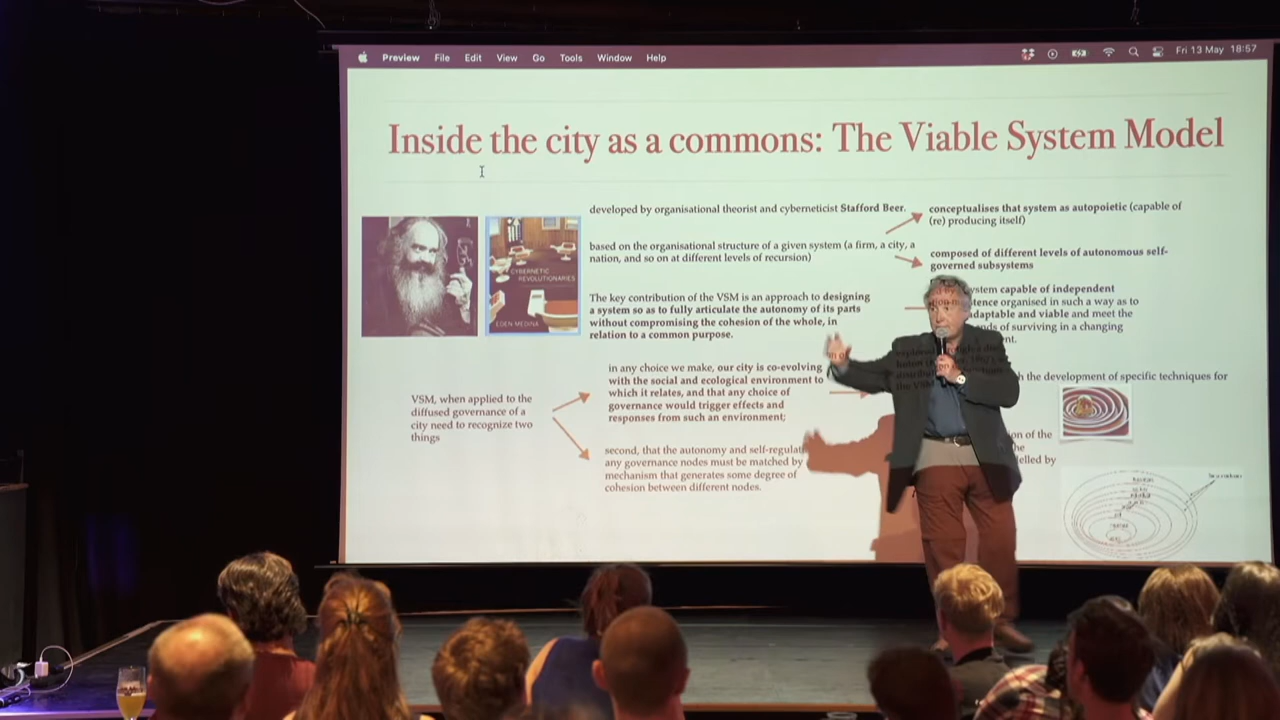 Preview File Edit View Go Tools Window Help
Fri 13 May 18:57
Inside the city as a commons: The Viable System Model
developed by organisational theorist and cyberneticist Stafford Beer.
based on the organisational structure of a given system (a firm, a city, a
nation, and so on at different levels of recursion)
The key contribution of the VSM is an approach to designing
a system so as to fully articulate the autonomy of its parts
without compromising the cohesion of the whole, in
relation to a common purpose.
conceptualises that system as autopoietic (capable of
(re) producing itself)
composed of different levels of autonomous self-
governed subsystems
capable of independent
organised in such a way as to
adaptable and viable and meet the
of surviving in a changing
CYBERNETIC
REVOLUTIONARIES
EDEN MEDINA
VSM, when applied to the
diffused governance of a
city need to recognize two
things
in any choice we make, our city is co-evolving
with the social and ecological environment to
which it relates, and that any choice of
governance would trigger effects and
responses from such an environment;
second, that the autonomy and self-regulat
any governance nodes must be matched by
mechanism that generates some degree of
cohesion between different nodes.
the development of specific techniques for
of the
by